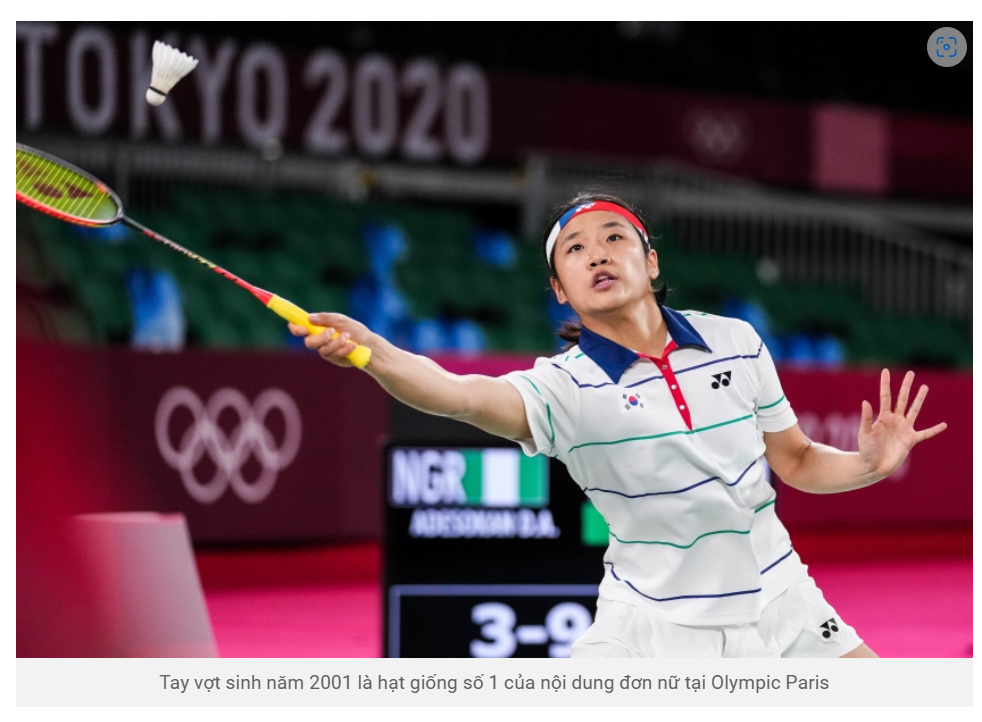 TOKYO 2020
NGR
ADESOKAN D.A.
3-9
Tay vợt sinh năm 2001 là hạt giống số 1 của nội dung đơn nữ tại Olympic Paris